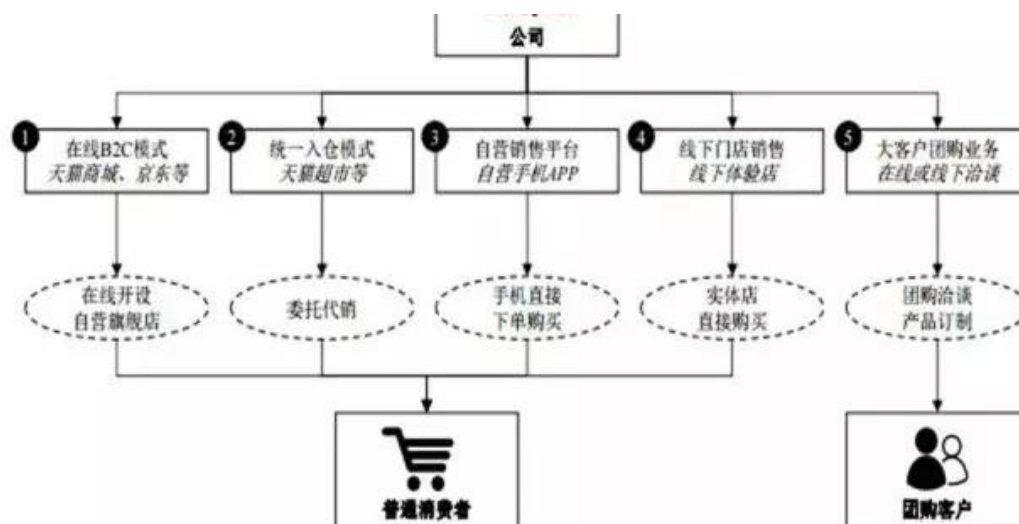 公司
1
在线B2C模式
天猫商城、京东等
2
统一入仓模式
天猫超市等
3
自营销售平台
自营手机APP
4
线下门店销售
线下体验店
5
大客户团购业务
在线或线下洽谈
在线开设
自营旗舰店
委托代销
手机直接
下单购买
实体店
直接购买
团购洽谈
产品订制
普通消费者
团购客户